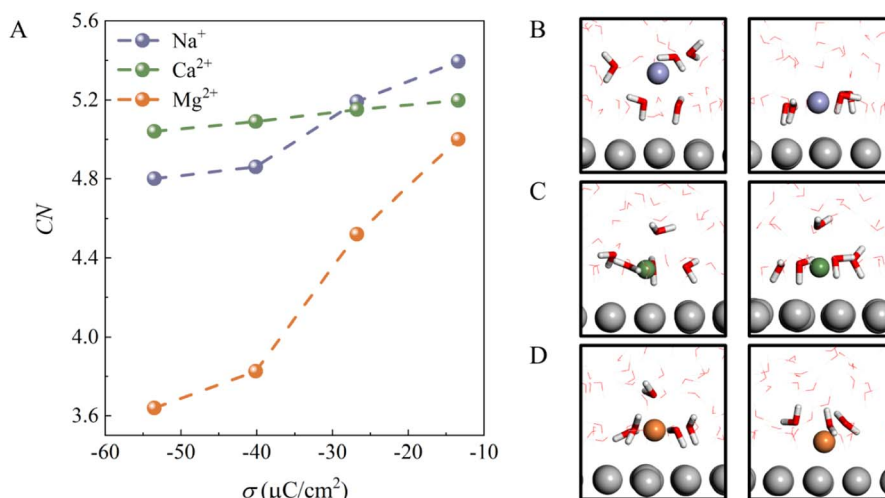 A
Na⁺
Ca²⁺
Mg²⁺
5.6
5.2
4.8
4.4
4.0
3.6
CN
-60
-50
-40
-30
-20
-10
σ (μC/cm²)
B
C
D